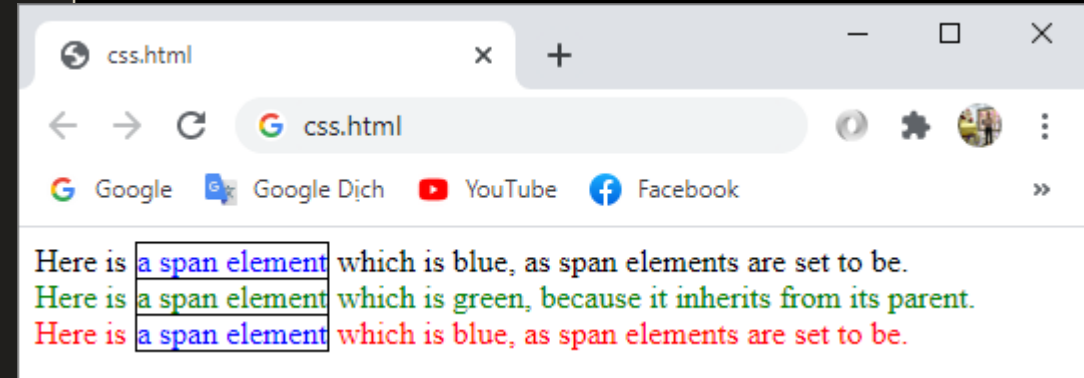 css.html
css.html
Google Google Dịch YouTube Facebook
Here is a span element which is blue, as span elements are set to be.
Here is a span element which is green, because it inherits from its parent.
Here is a span element which is blue, as span elements are set to be.